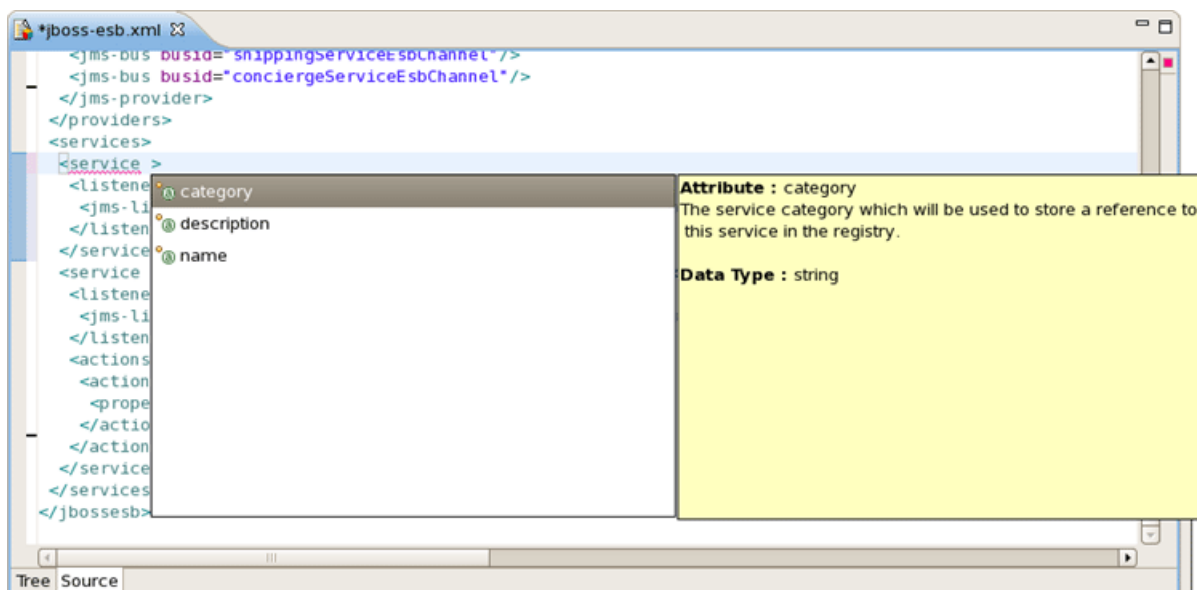 *jboss-esb.xml
<jms-bus busid="shippingServiceEsbChannel"/>
<jms-bus busid="conciergeServiceEsbChannel"/>
</jms-provider>
</providers>
<services>
<service >
<listene
<jms-li
</listen
</service
<service
<listene
<jms-li
</listen
<actions
<action
<prope
</actio
</action
</service
</services
</jbossesb>
category
description
name
Attribute : category
The service category which will be used to store a reference to
this service in the registry.
Data Type : string
Tree Source